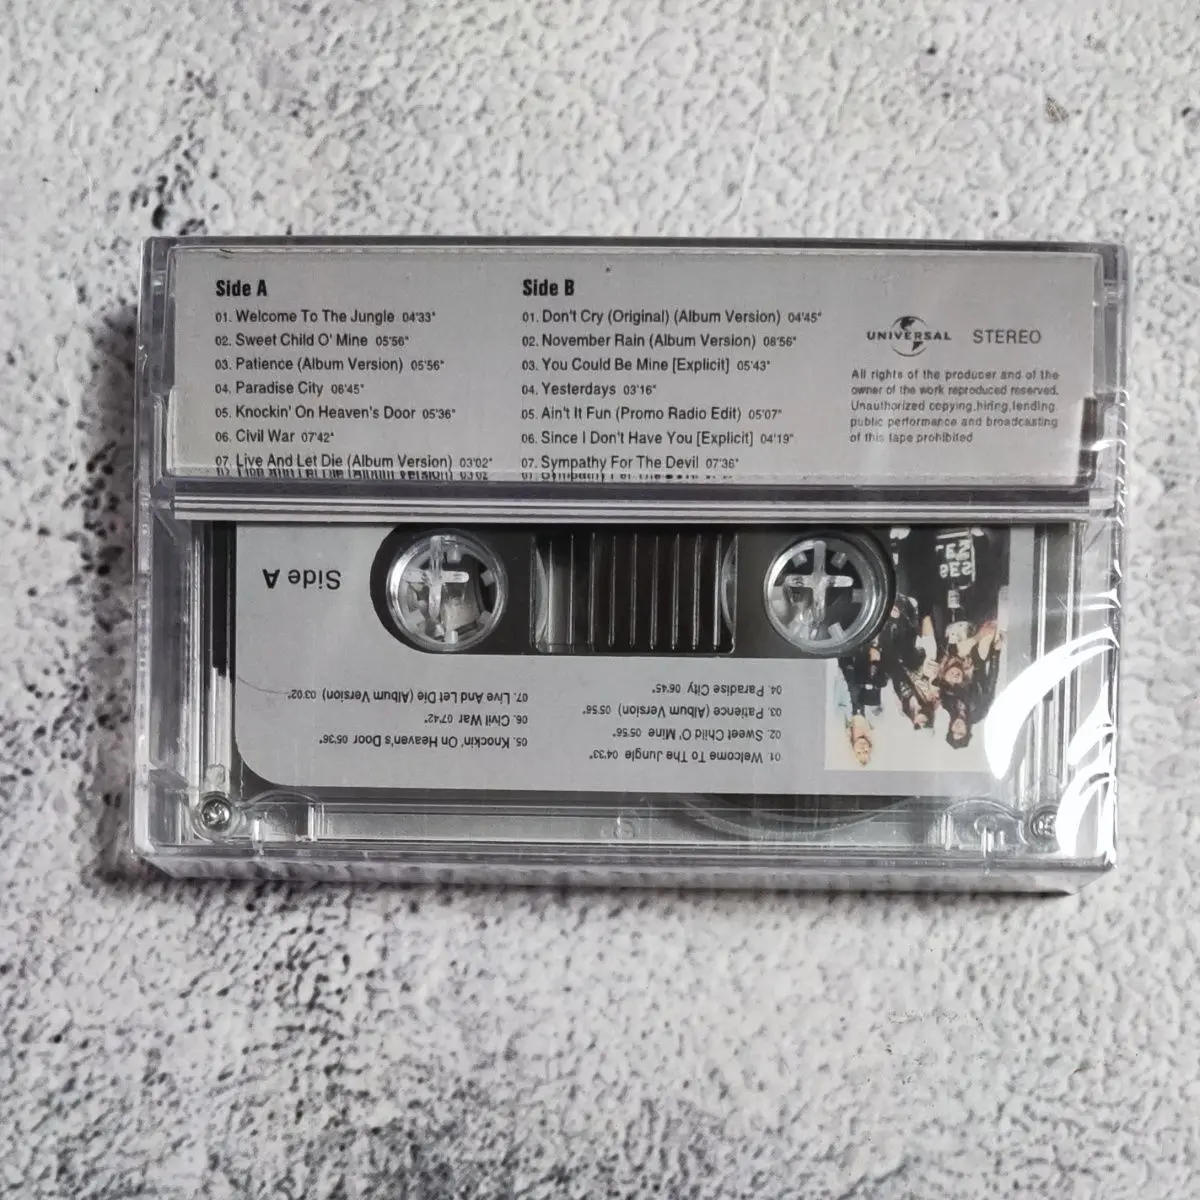 Side A
01. Welcome To The Jungle 04'33"
02. Sweet Child O' Mine 05'56"
03. Patience (Album Version) 05'56"
04. Paradise City 06'45"
05. Knockin' On Heaven's Door 05'36"
06. Civil War 07'42"
07. Live And Let Die (Album Version) 03'02"
Side B
01. Don't Cry (Original) (Album Version) 04'45"
02. November Rain (Album Version) 08'56"
03. You Could Be Mine [Explicit] 05'43"
04. Yesterdays 03'16"
05. Ain't It Fun (Promo Radio Edit) 05'07"
06. Since I Don't Have You [Explicit] 04'19"
07. Sympathy For The Devil 07'36"
UNIVERSAL STEREO
All rights of the producer and of the
owner of the work reproduced reserved.
Unauthorized copying,hiring,lending,
public performance and broadcasting
of this tape prohibited
Side A
01. Welcome To The Jungle 04'33"
02. Sweet Child O' Mine 05'56"
03. Patience (Album Version) 05'56"
04. Paradise City 06'45"
05. Knockin' On Heaven's Door 05'36"
06. Civil War 07'42"
07. Live And Let Die (Album Version) 03'02"